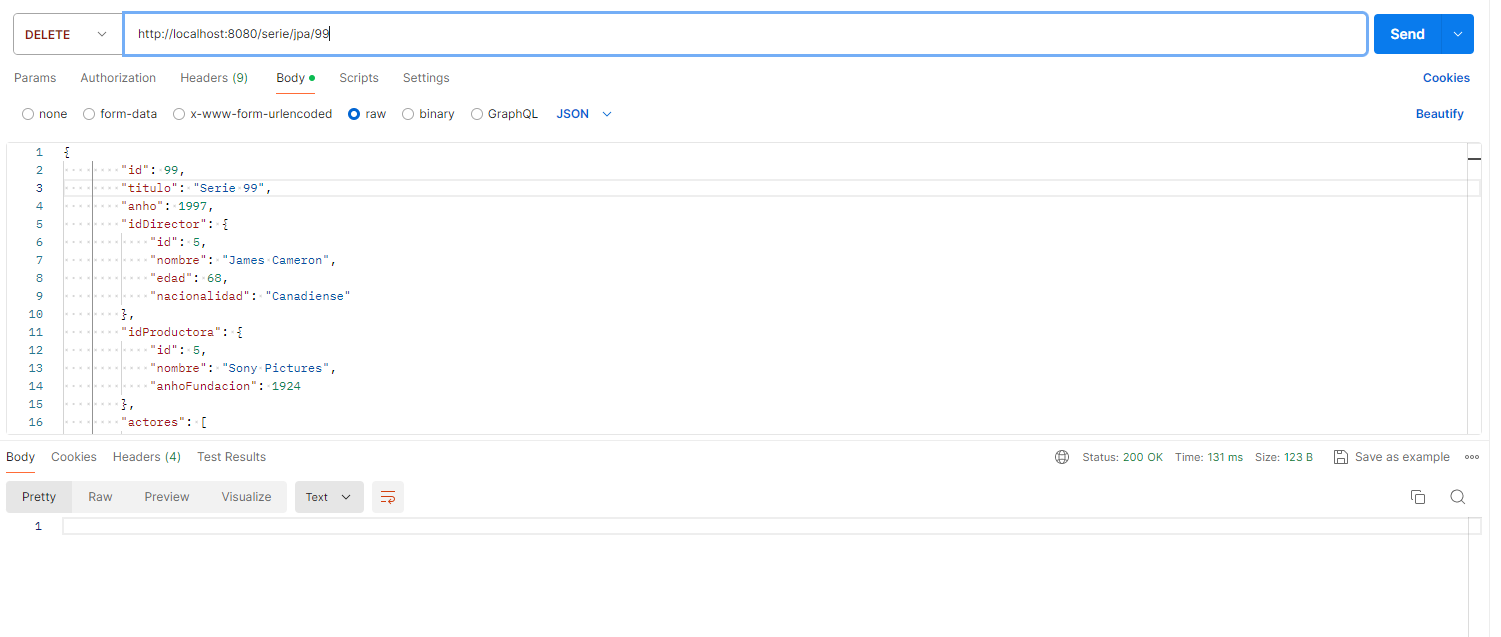 DELETE http://localhost:8080/serie/jpa/99 Send
Params Authorization Headers (9) Body Scripts Settings Cookies
none form-data x-www-form-urlencoded raw binary GraphQL JSON Beautify
1 {
2 "id": 99,
3 "titulo": "Serie 99",
4 "anho": 1997,
5 "idDirector": {
6 "id": 5,
7 "nombre": "James Cameron",
8 "edad": 68,
9 "nacionalidad": "Canadiense"
10 },
11 "idProductora": {
12 "id": 5,
13 "nombre": "Sony Pictures",
14 "anhoFundacion": 1924
15 },
16 "actores": [
Body Cookies Headers (4) Test Results Status: 200 OK Time: 131 ms Size: 123 B Save as example
Pretty Raw Preview Visualize Text
1